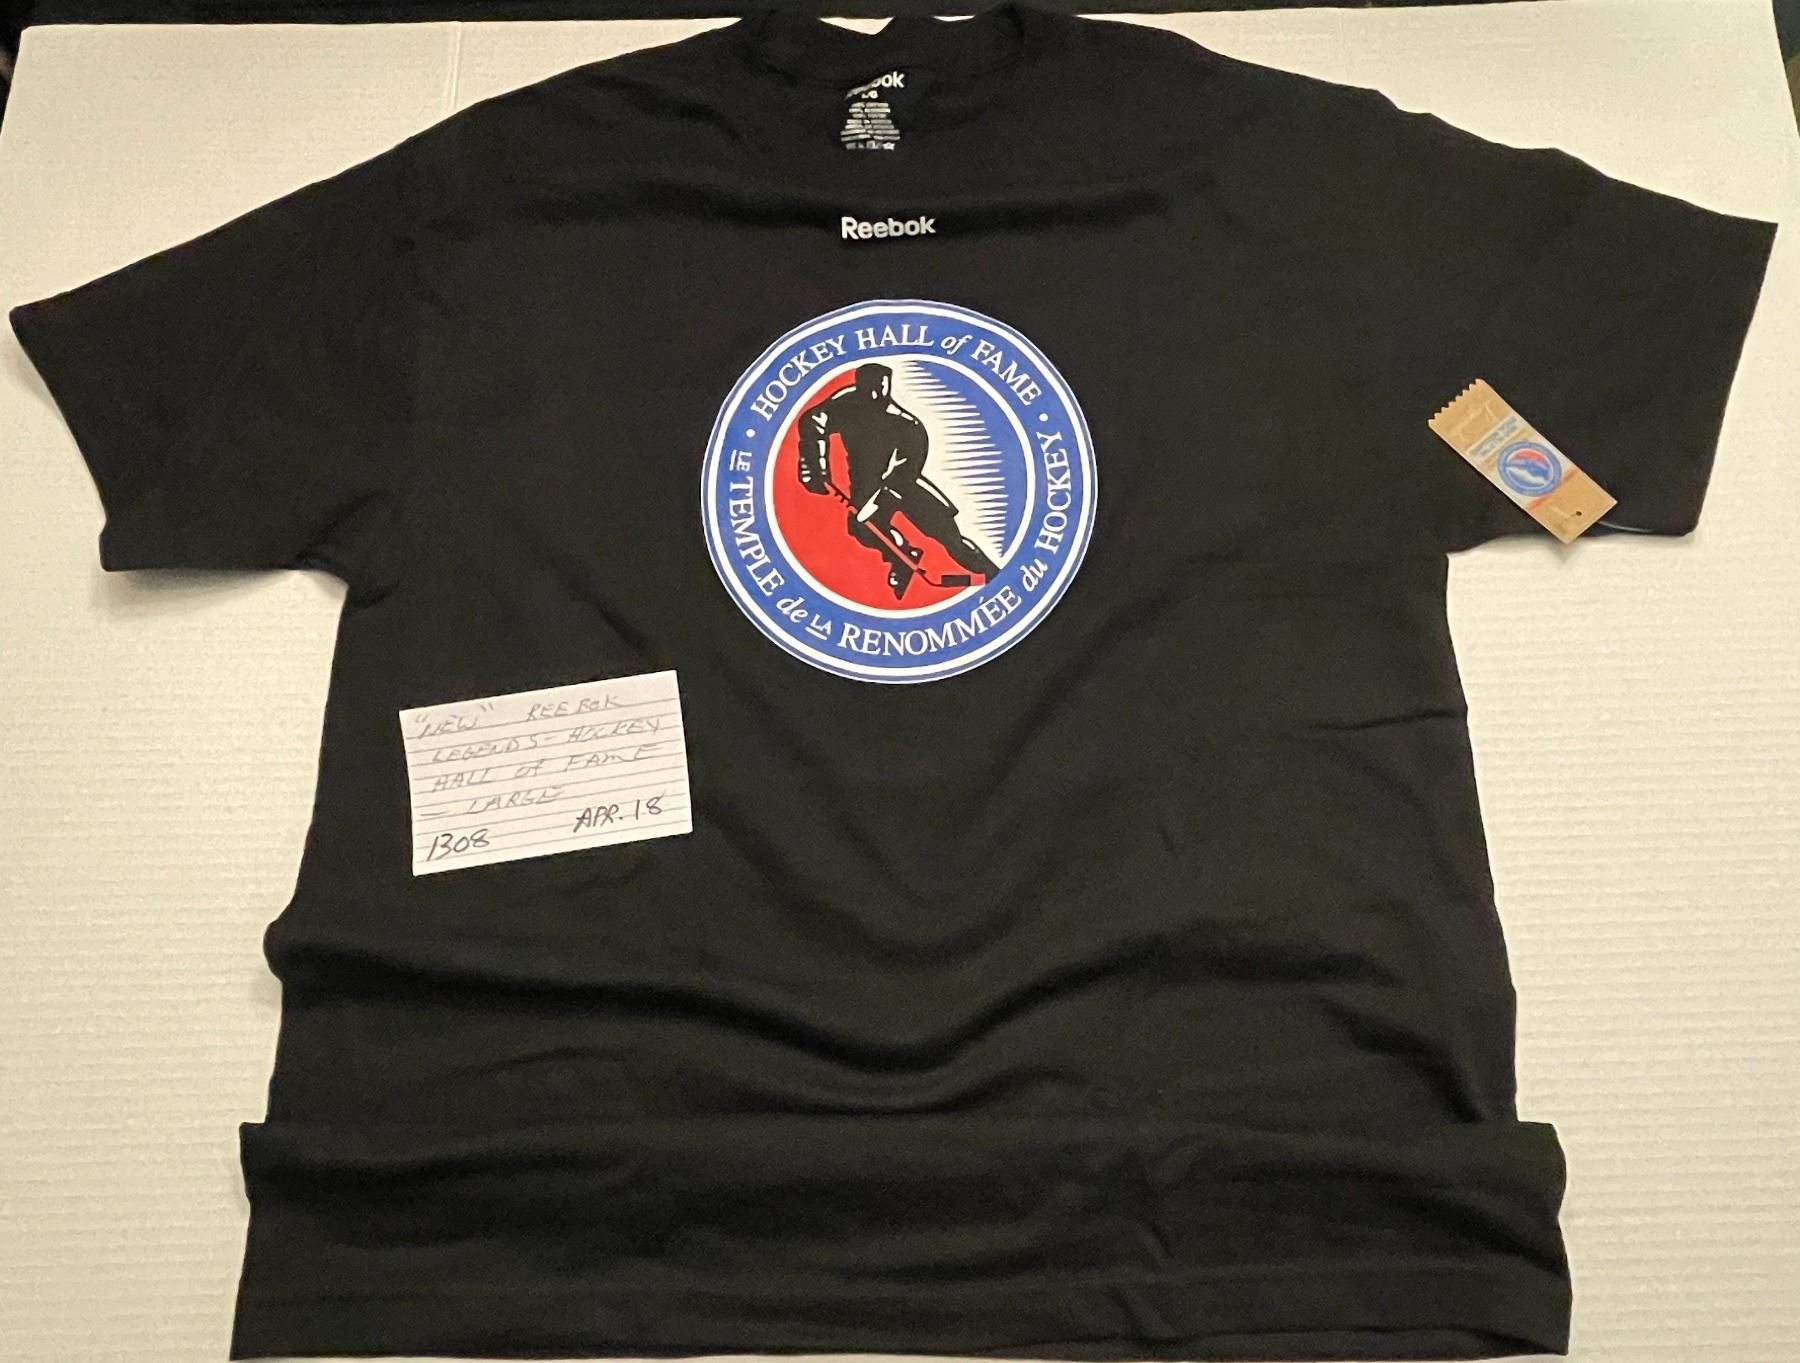 Reebok
HOCKEY HALL of FAME •
LE TEMPLE de LA RENOMMÉE du HOCKEY •
"NEW" REEBOK
LEGENDS - HOCKEY
HALL OF FAME
= LARGE
1308 APR. 18